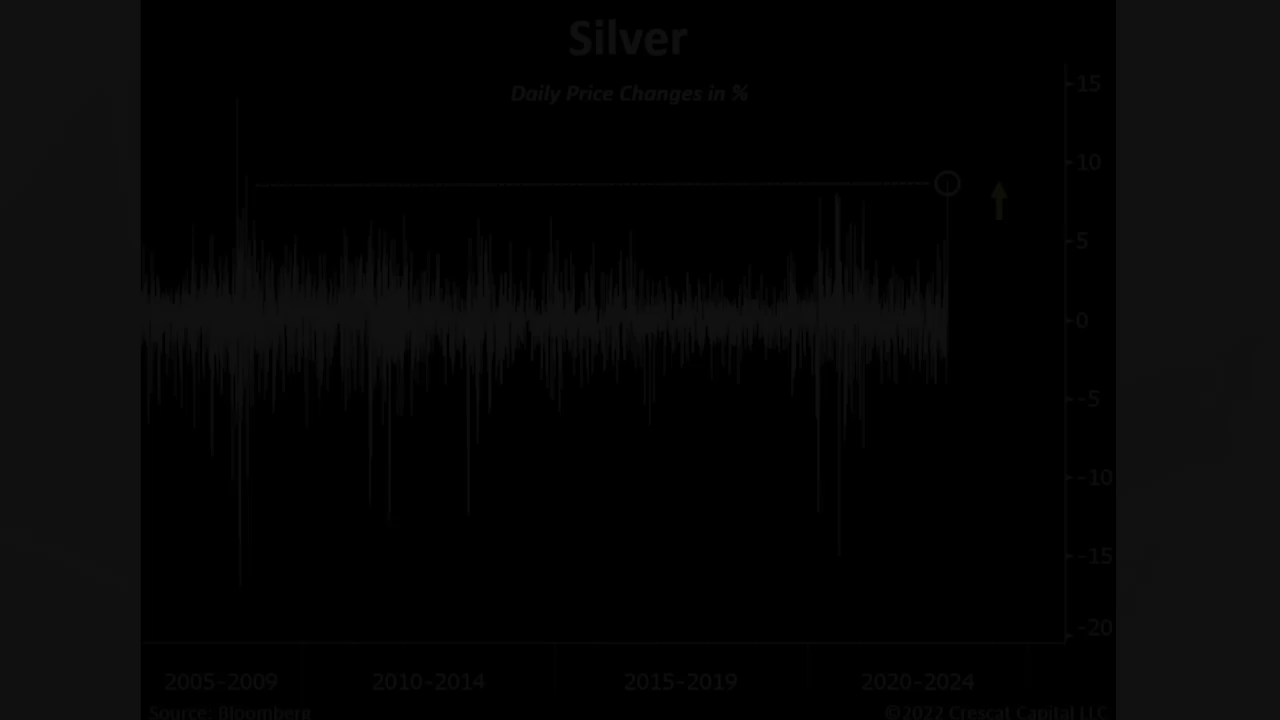 Silver
Daily Price Changes in %
15
10
5
0
-5
-10
-15
-20
2005-2009 2010-2014 2015-2019 2020-2024
Source: Bloomberg ©2022 Crescat Capital LLC